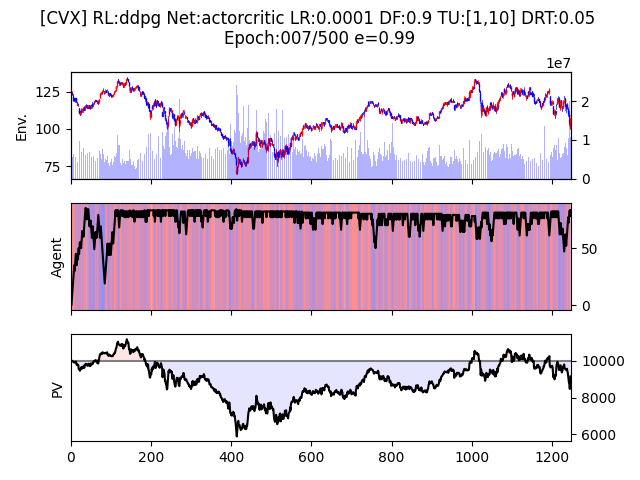 [CVX] RL:ddpg Net:actorcritic LR:0.0001 DF:0.9 TU:[1,10] DRT:0.05
Epoch:007/500 e=0.99
1e7
125
100
75
Env.
2
1
0
Agent
50
0
PV
10000
8000
6000
0 200 400 600 800 1000 1200